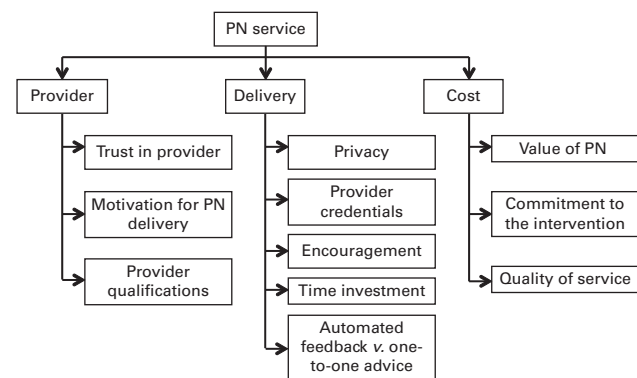 PN service
Provider
Delivery
Cost
Trust in provider
Motivation for PN
delivery
Provider
qualifications
Privacy
Provider
credentials
Encouragement
Time investment
Automated
feedback v. one-
to-one advice
Value of PN
Commitment to
the intervention
Quality of service